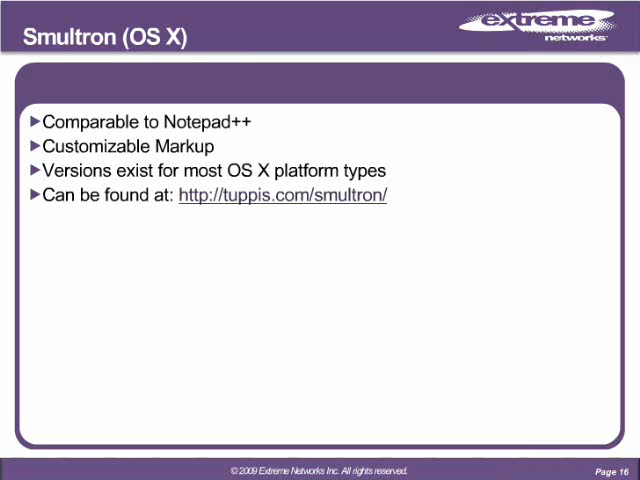 Smultron (OS X)
extreme
networks
Comparable to Notepad++
Customizable Markup
Versions exist for most OS X platform types
Can be found at: http://tuppis.com/smultron/
© 2009 Extreme Networks Inc. All rights reserved.
Page 16